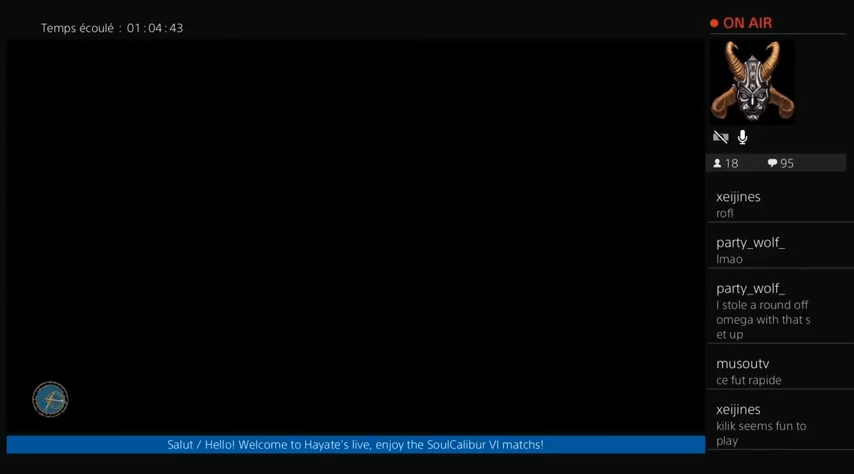 Temps écoulé : 01:04:43
ON AIR
18 95
xeijines
rofl
party_wolf_
lmao
party_wolf_
I stole a round off
omega with that s
et up
musoutv
ce fut rapide
xeijines
kilik seems fun to
play
Salut / Hello! Welcome to Hayate's live, enjoy the SoulCalibur VI matchs!